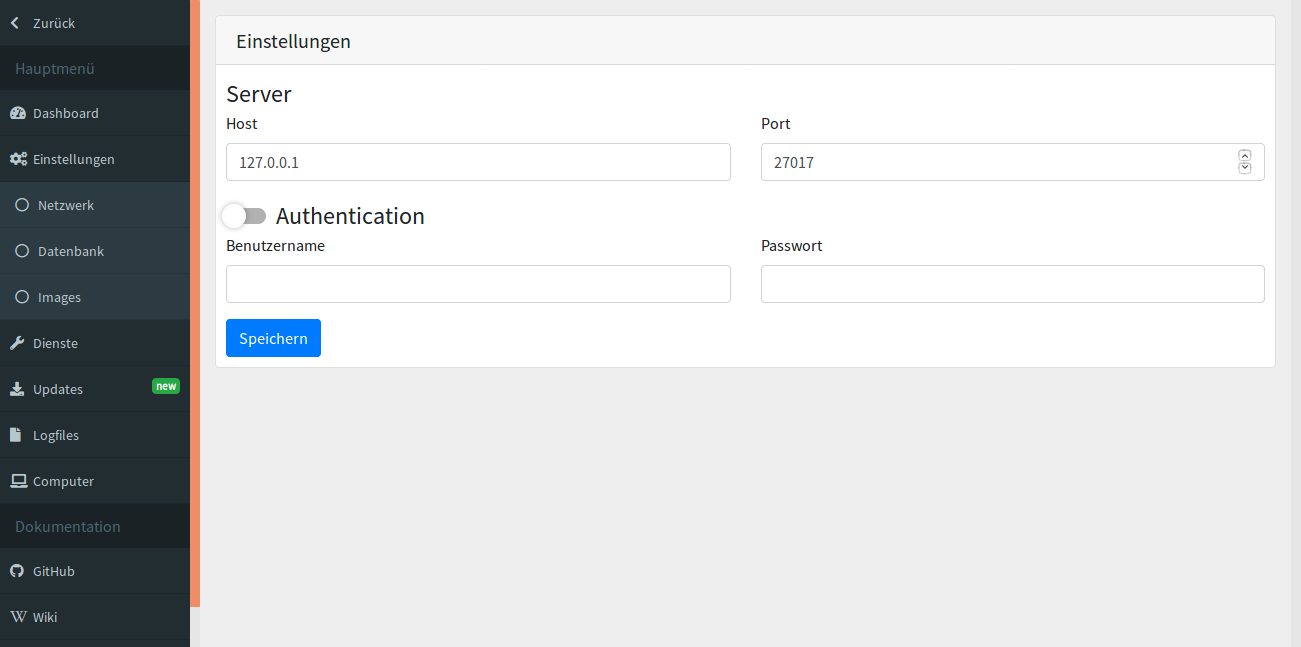 Zurück
Hauptmenü
Dashboard
Einstellungen
Netzwerk
Datenbank
Images
Dienste
Updates new
Logfiles
Computer
Dokumentation
GitHub
Wiki
Einstellungen
Server
Host Port
127.0.0.1 27017
Authentication
Benutzername Passwort
Speichern